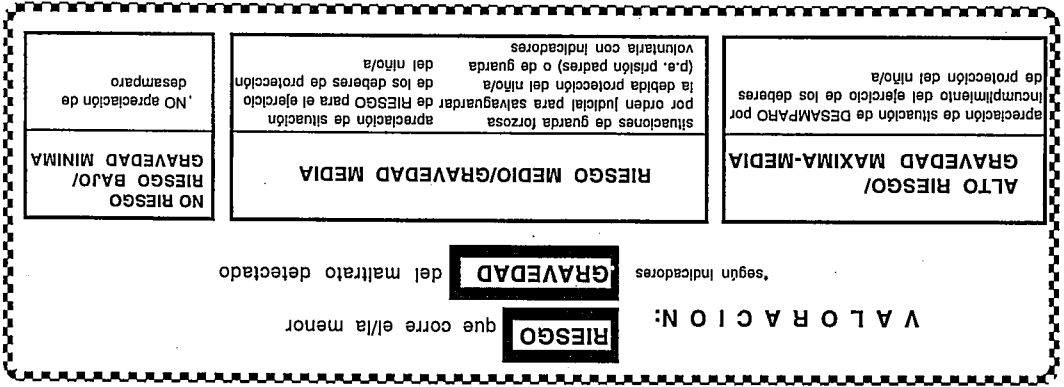 VALORACION:
RIESGO que corre el/la menor
*según indicadores
GRAVEDAD del maltrato detectado
ALTO RIESGO/
GRAVEDAD MAXIMA-MEDIA
apreciación de situación de DESAMPARO por
incumplimiento del ejercicio de los deberes
de protección del niño/a
RIESGO MEDIO/GRAVEDAD MEDIA
situaciones de guarda forzosa
por orden judicial para salvaguardar
la debida protección del niño/a
(p.e. prisión padres) o de guarda
voluntaria con indicadores
apreciación de situación
de RIESGO para el ejercicio
de los deberes de protección
del niño/a
NO RIESGO
RIESGO BAJO/
GRAVEDAD MINIMA
.NO apreciación de
desamparo